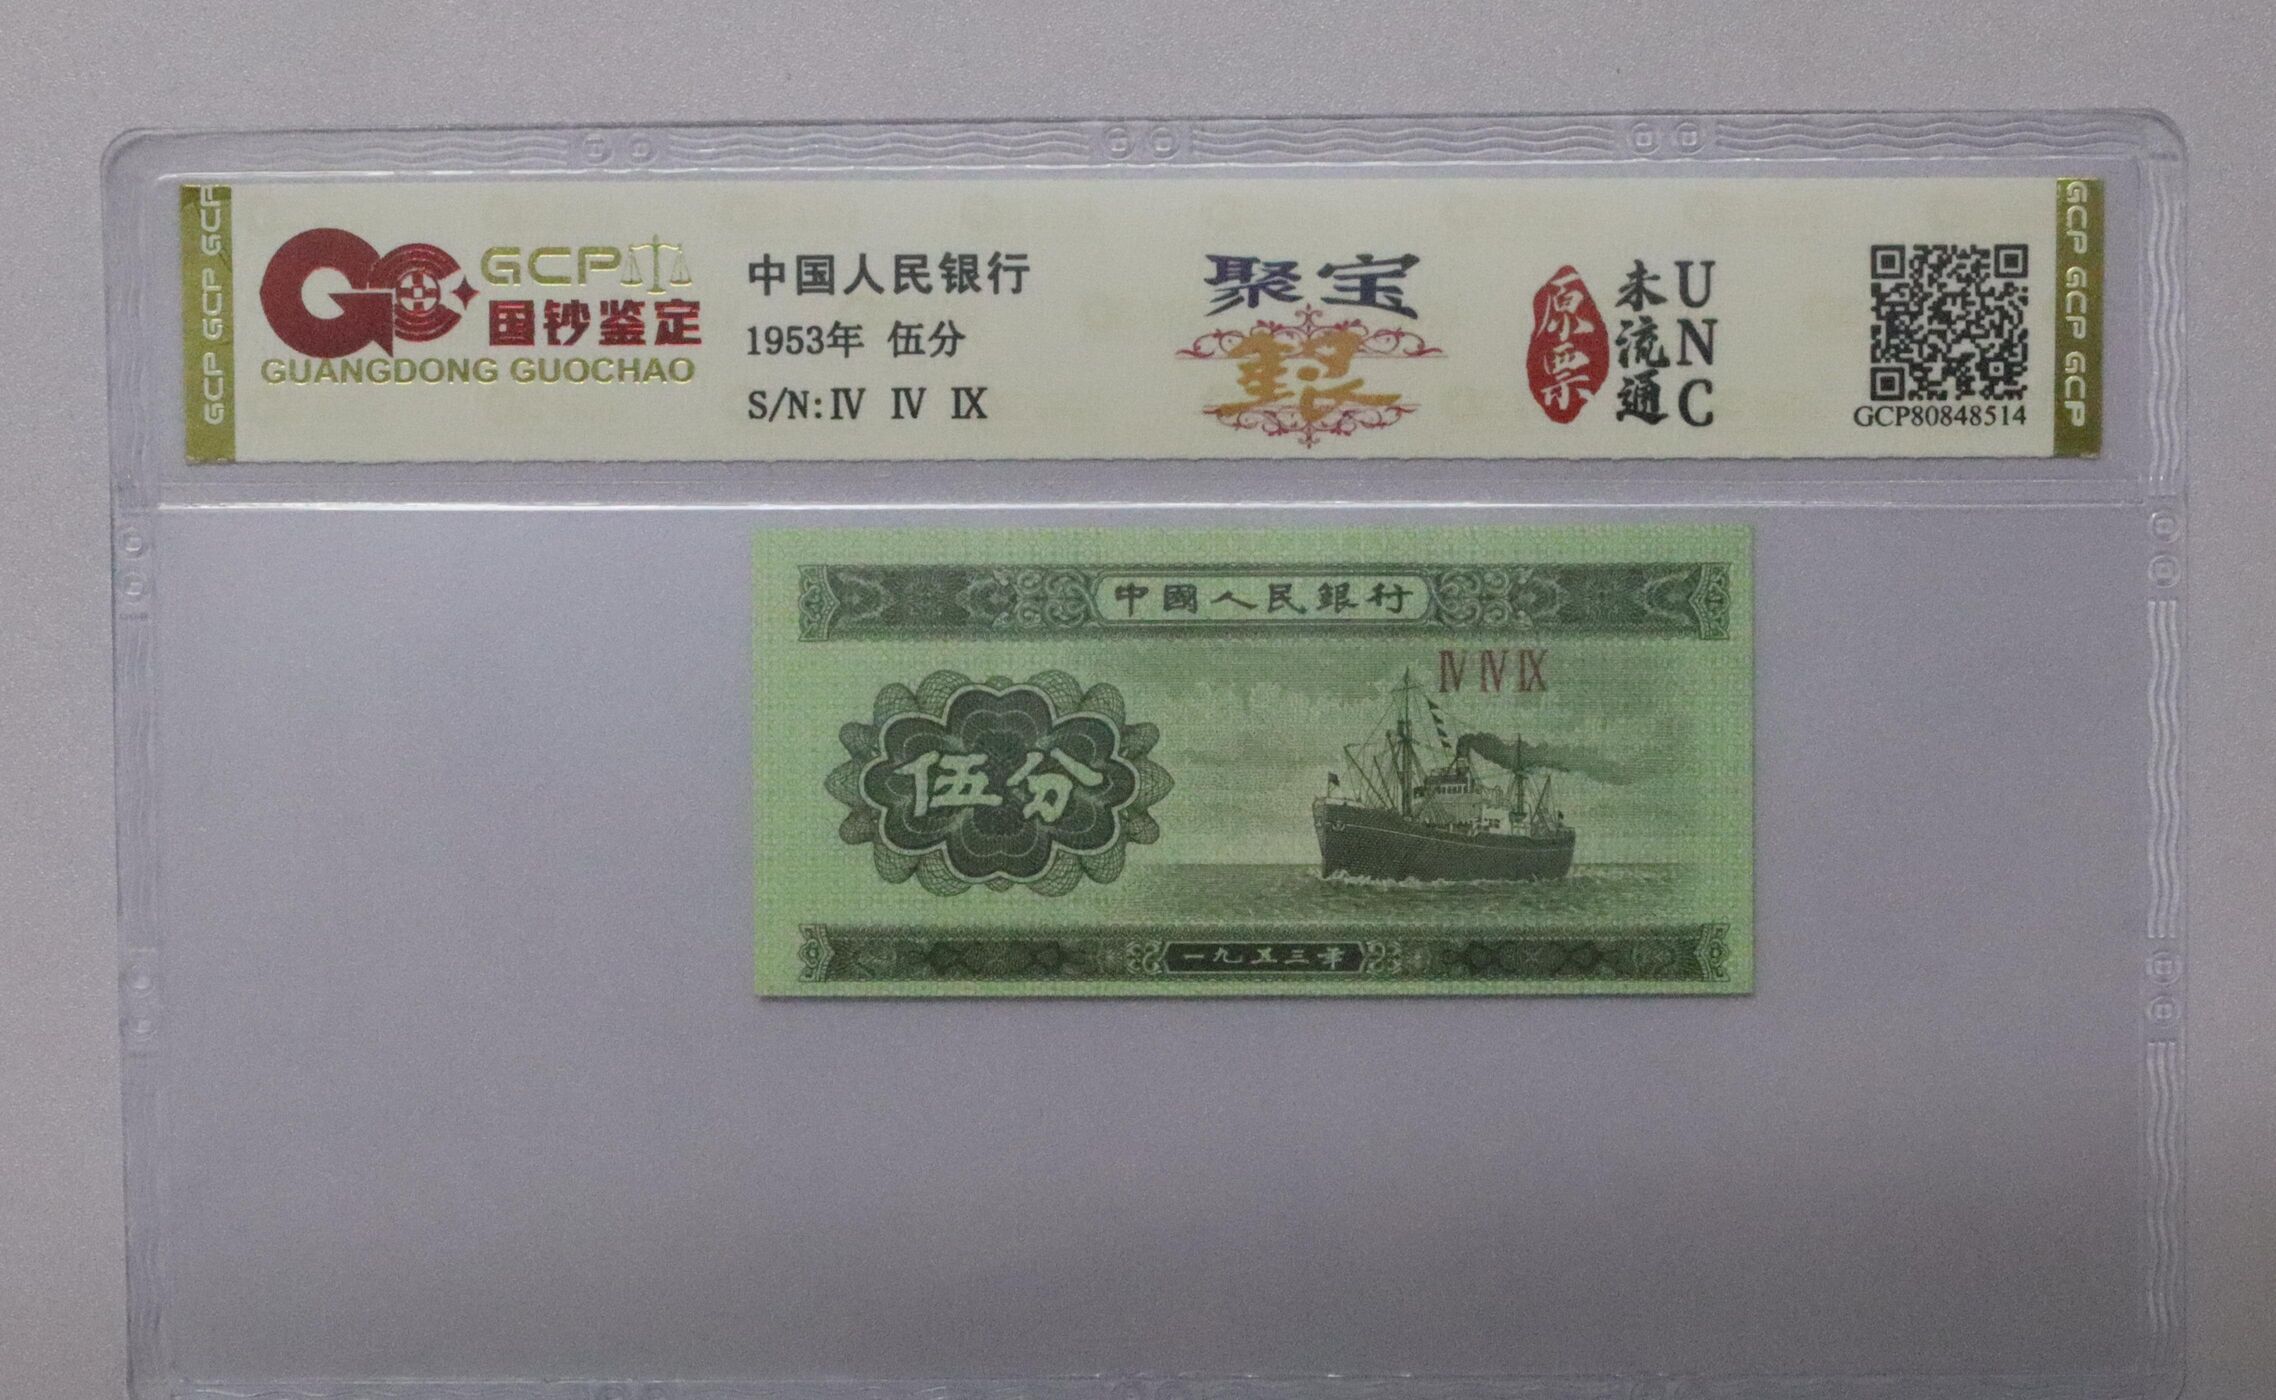 GCP GCP GCP
GCP
国钞鉴定
GUANGDONG GUOCHAO
中国人民银行
1953年 伍分
S/N: Ⅳ Ⅳ Ⅸ
聚宝
銀
原票
未流通
UNC
GCP80848514
GCP GCP GCP
中國人民銀行
Ⅳ Ⅳ Ⅸ
伍分
一九五三年